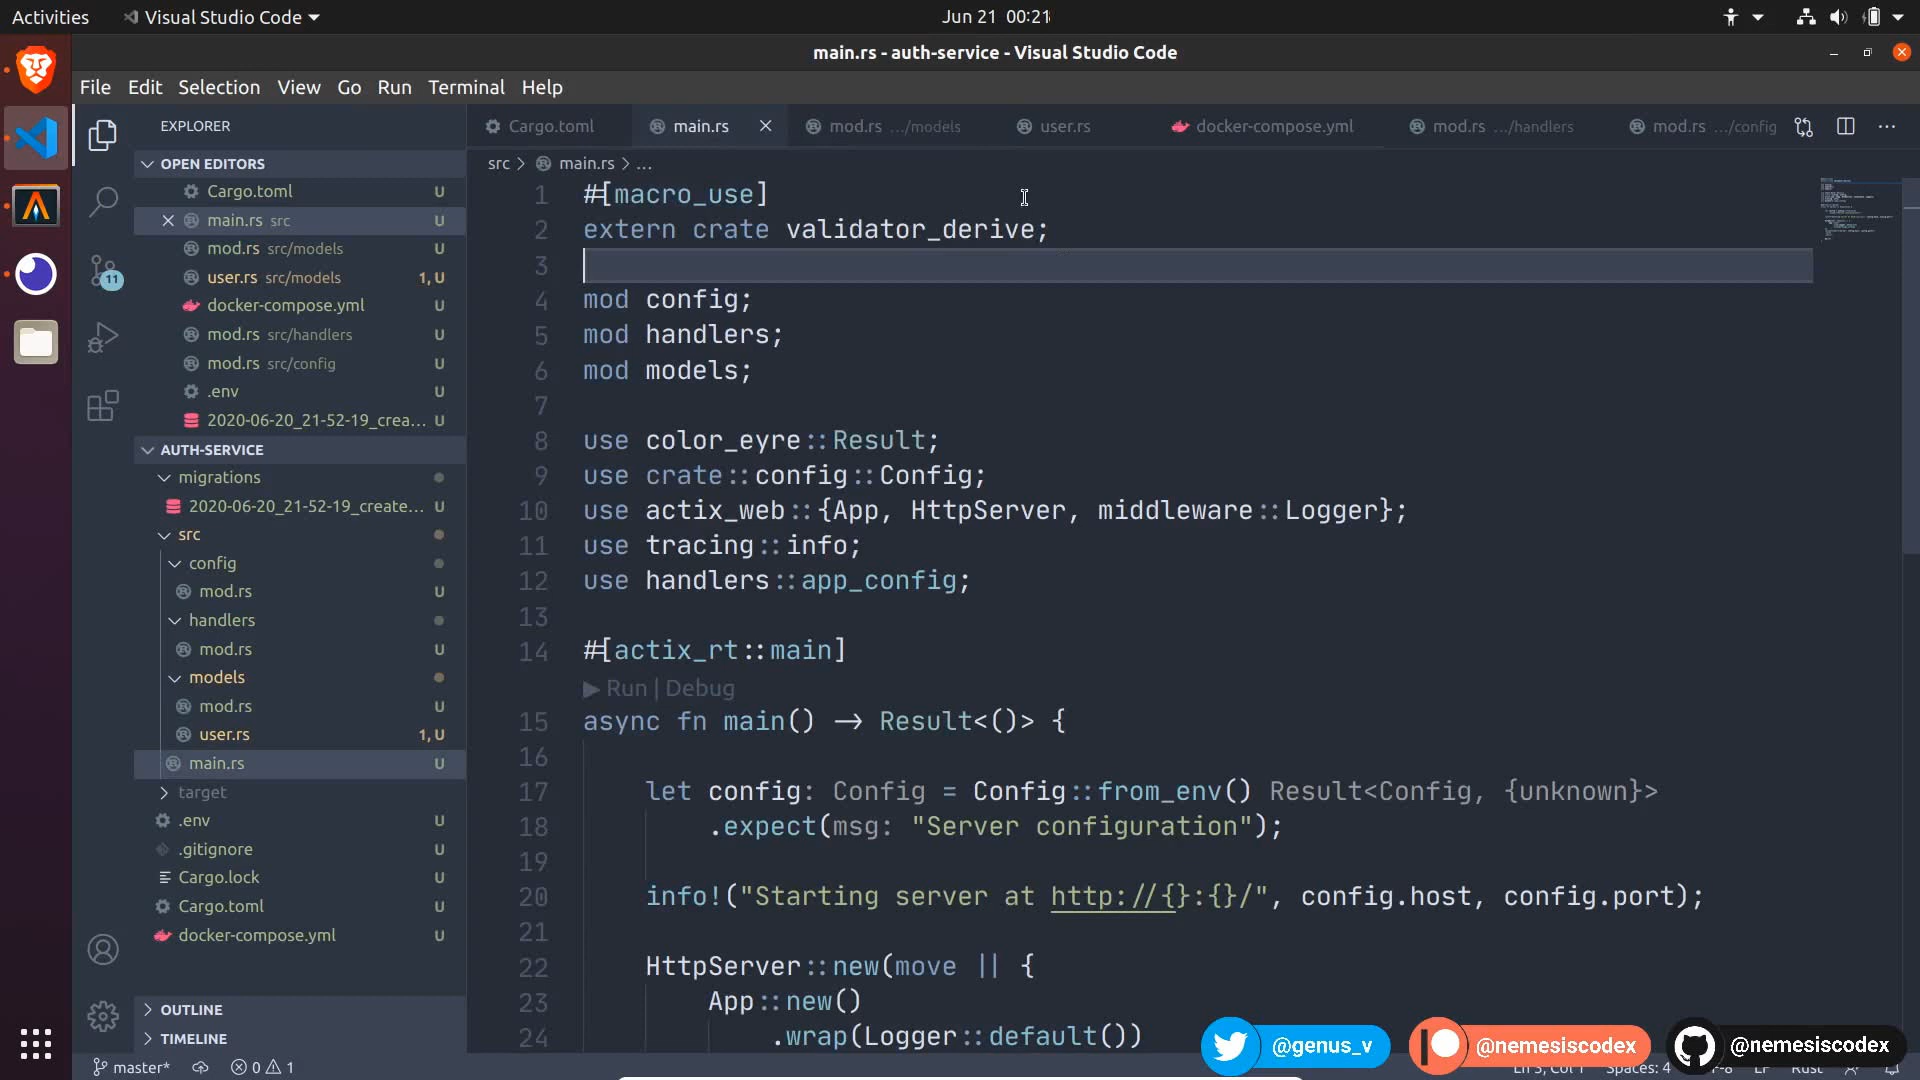 Activities
Visual Studio Code
Jun 21 00:21
main.rs - auth-service - Visual Studio Code
File Edit Selection View Go Run Terminal Help
EXPLORER
OPEN EDITORS
Cargo.toml U
main.rs src U
mod.rs src/models U
user.rs src/models 1, U
docker-compose.yml U
mod.rs src/handlers U
mod.rs src/config U
.env U
2020-06-20_21-52-19_crea... U
AUTH-SERVICE
migrations
2020-06-20_21-52-19_create... U
src
config
mod.rs U
handlers
mod.rs U
models
mod.rs U
user.rs 1, U
main.rs U
target
.env U
.gitignore U
Cargo.lock U
Cargo.toml U
docker-compose.yml U
OUTLINE
TIMELINE
11
Cargo.toml main.rs mod.rs .../models user.rs docker-compose.yml mod.rs .../handlers mod.rs .../config
src > main.rs > ...
1 #[macro_use]
2 extern crate validator_derive;
3
4 mod config;
5 mod handlers;
6 mod models;
7
8 use color_eyre::Result;
9 use crate::config::Config;
10 use actix_web::{App, HttpServer, middleware::Logger};
11 use tracing::info;
12 use handlers::app_config;
13
14 #[actix_rt::main]
▶ Run | Debug
15 async fn main() -> Result<()> {
16
17 let config: Config = Config::from_env() Result<Config, {unknown}>
18 .expect(msg: "Server configuration");
19
20 info!("Starting server at http://{}:{}/", config.host, config.port);
21
22 HttpServer::new(move || {
23 App::new()
24 .wrap(Logger::default())
@genus_v
@nemesiscodex
@nemesiscodex
master* 0 1
Ln 3, Col 1 Spaces: 4 LF Rust